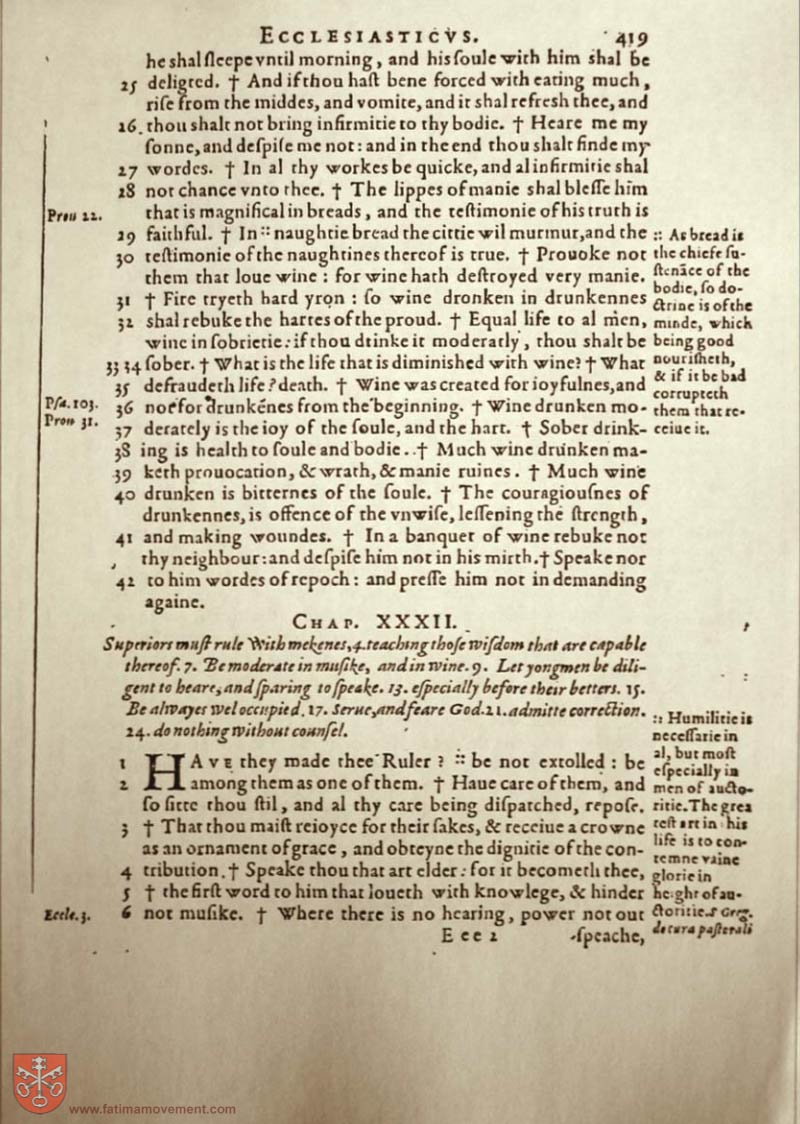 ECCLESIASTICVS. 419
he shal sleepe vntil morning, and his soule with him shal be
25 deligted. † And if thou hast bene forced with eating much,
rise from the middes, and vomite, and it shal refresh thee, and
26. thou shalt not bring infirmitie to thy bodie. † Heare me my
sonne, and despise me not: and in the end thou shalt finde my
27 wordes. † In al thy workes be quicke, and al infirmitie shal
28 not chance vnto thee. † The lippes of manie shal blesse him
Prou 22. that is magnifical in breads, and the testimonie of his truth is
29 faithful. † In :: naughtie bread the cittie wil murmur, and the
30 testimonie of the naughtines thereof is true. † Prouoke not
them that loue wine: for wine hath destroyed very manie.
31 † Fire tryeth hard yron: so wine dronken in drunkennes
32 shal rebuke the hartes of the proud. † Equal life to al men,
wine in sobrietie: if thou drinke it moderatly, thou shalt be
33 34 sober. † What is the life that is diminished with wine? † What
35 defraudeth life? death. † Wine was created for ioyfulnes, and
Psa. 103. 36 not for drunkénes from the beginning. † Wine drunken mo-
Prou 31. 37 derately is the ioy of the soule, and the hart. † Sober drink-
38 ing is health to soule and bodie. † Much wine drunken ma-
39 keth prouocation, & wrath, & manie ruines. † Much wine
40 drunken is bitternes of the soule. † The couragiousnes of
drunkennes, is offence of the vnwise, lessening the strength,
41 and making woundes. † In a banquet of wine rebuke not
thy neighbour: and despise him not in his mirth. † Speake not
42 to him wordes of repoch: and presse him not in demanding
againe.
:: As bread is
the chiefe su-
stenãce of the
bodie, so do-
ctrine is of the
minde, which
being good
nourisheth,
& if it be bad
corrupteth
them that re-
ceiue it.
CHAP. XXXII.
Superiors must rule with mekenes, 4. teaching those wisdom that are capable
thereof. 7. Be moderate in musike, and in wine. 9. Let yongmen be dili-
gent to heare, and sparing to speake. 13. especially before their betters. 15.
Be alwayes wel occupied. 17. Serue, and feare God. 21. admitte correction.
24. do nothing without counsel.
1 HAVE they made thee Ruler? :: be not extolled: be
2 among them as one of them. † Haue care of them, and
so sitte thou stil, and al thy care being dispatched, repose.
3 † That thou maist reioyce for their sakes, & receiue a crowne
as an ornament of grace, and obteyne the dignitie of the con-
4 tribution. † Speake thou that art elder: for it becometh thee,
5 † the first word to him that loueth with knowlege, & hinder
Eccle. 3. 6 not musike. † Where there is no hearing, power not out
Eee 2 speache,
:: Humilitie is
necessarie in
al, but most
especially in
men of aucto-
ritie. The grea
test art in his
life is to con-
temne vaine
glorie in
height of au-
ctoritie. S Greg.
de cura pastorali
www.fatimamovement.com